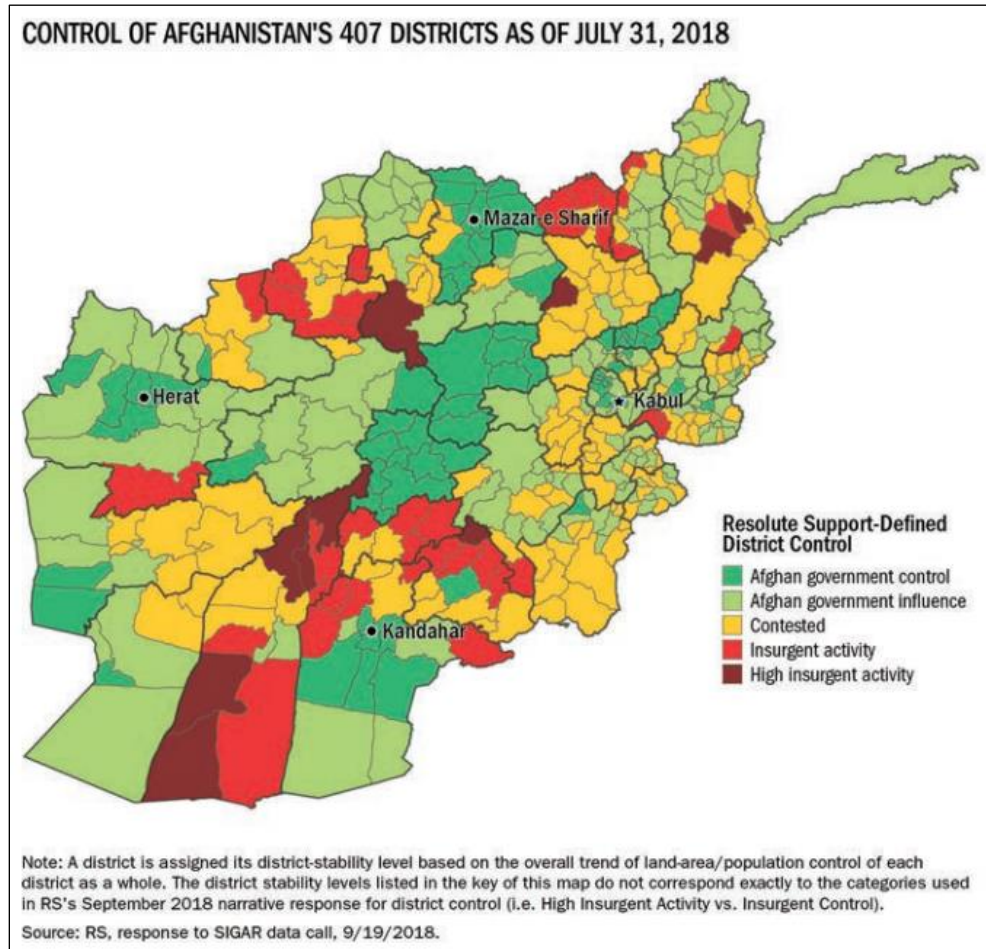 CONTROL OF AFGHANISTAN'S 407 DISTRICTS AS OF JULY 31, 2018
Mazar-e Sharif
Herat
Kabul
Kandahar
Resolute Support-Defined
District Control
Afghan government control
Afghan government influence
Contested
Insurgent activity
High insurgent activity
Note: A district is assigned its district-stability level based on the overall trend of land-area/population control of each
district as a whole. The district stability levels listed in the key of this map do not correspond exactly to the categories used
in RS's September 2018 narrative response for district control (i.e. High Insurgent Activity vs. Insurgent Control).
Source: RS, response to SIGAR data call, 9/19/2018.